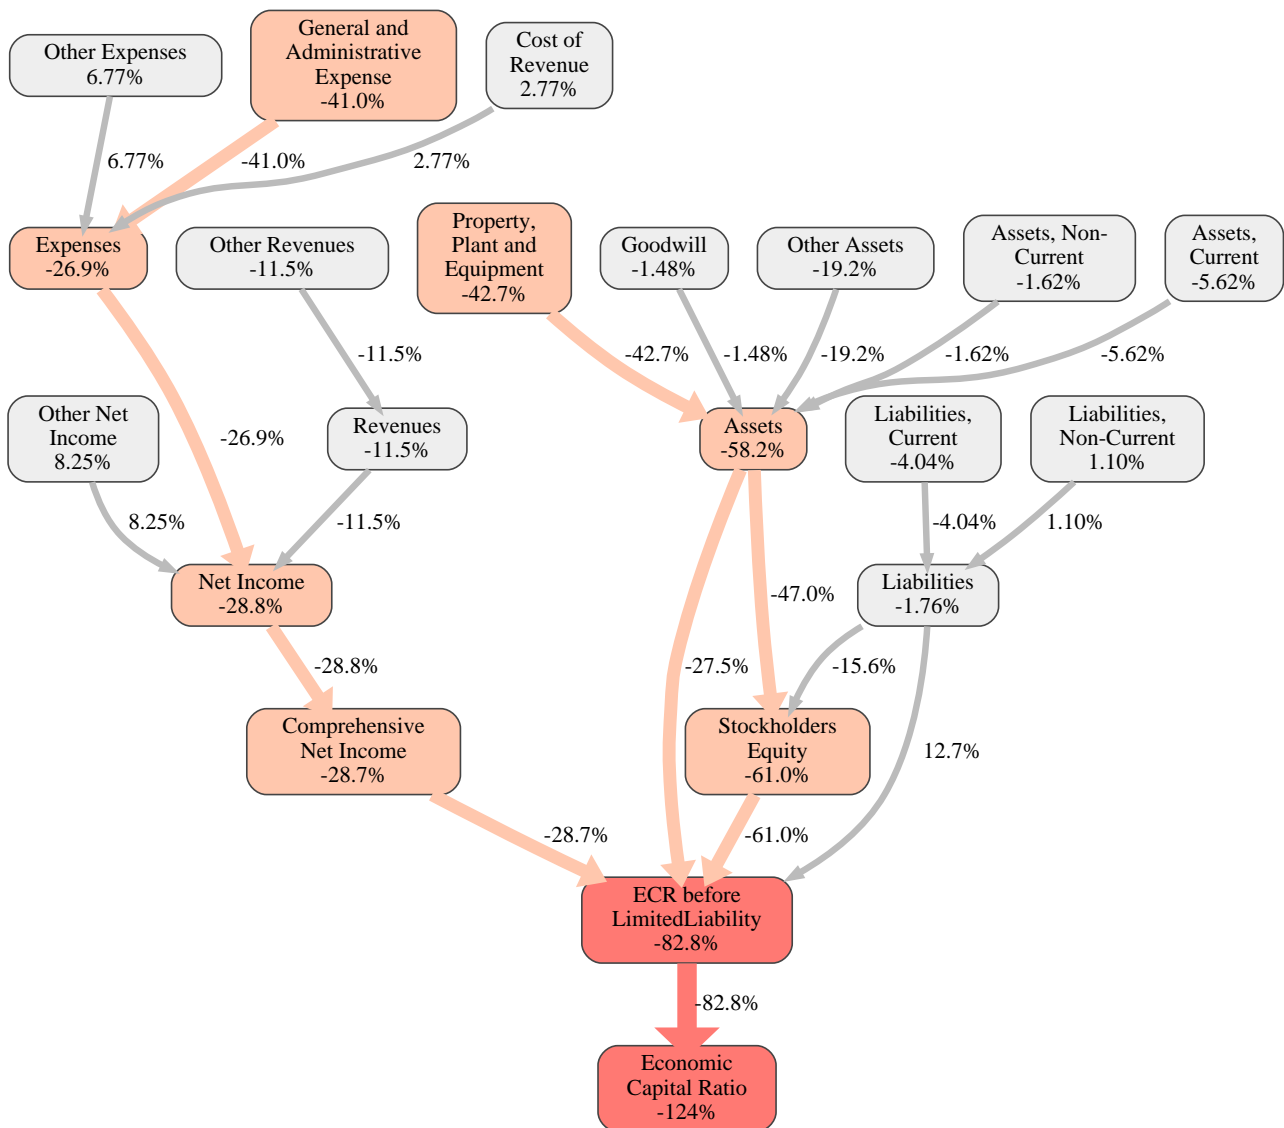 Other Expenses
6.77%
General and
Administrative
Expense
-41.0%
Cost of
Revenue
2.77%
6.77%
-41.0%
2.77%
Expenses
-26.9%
Other Revenues
-11.5%
Property,
Plant and
Equipment
-42.7%
Goodwill
-1.48%
Other Assets
-19.2%
Assets, Non-
Current
-1.62%
Assets,
Current
-5.62%
-11.5%
-42.7%
-1.48%
-19.2%
-1.62%
-5.62%
Other Net
Income
8.25%
-26.9%
Revenues
-11.5%
Assets
-58.2%
Liabilities,
Current
-4.04%
Liabilities,
Non-Current
1.10%
8.25%
-11.5%
-4.04%
1.10%
Net Income
-28.8%
-47.0%
Liabilities
-1.76%
-28.8%
-27.5%
-15.6%
Comprehensive
Net Income
-28.7%
Stockholders
Equity
-61.0%
12.7%
-28.7%
-61.0%
ECR before
LimitedLiability
-82.8%
-82.8%
Economic
Capital Ratio
-124%